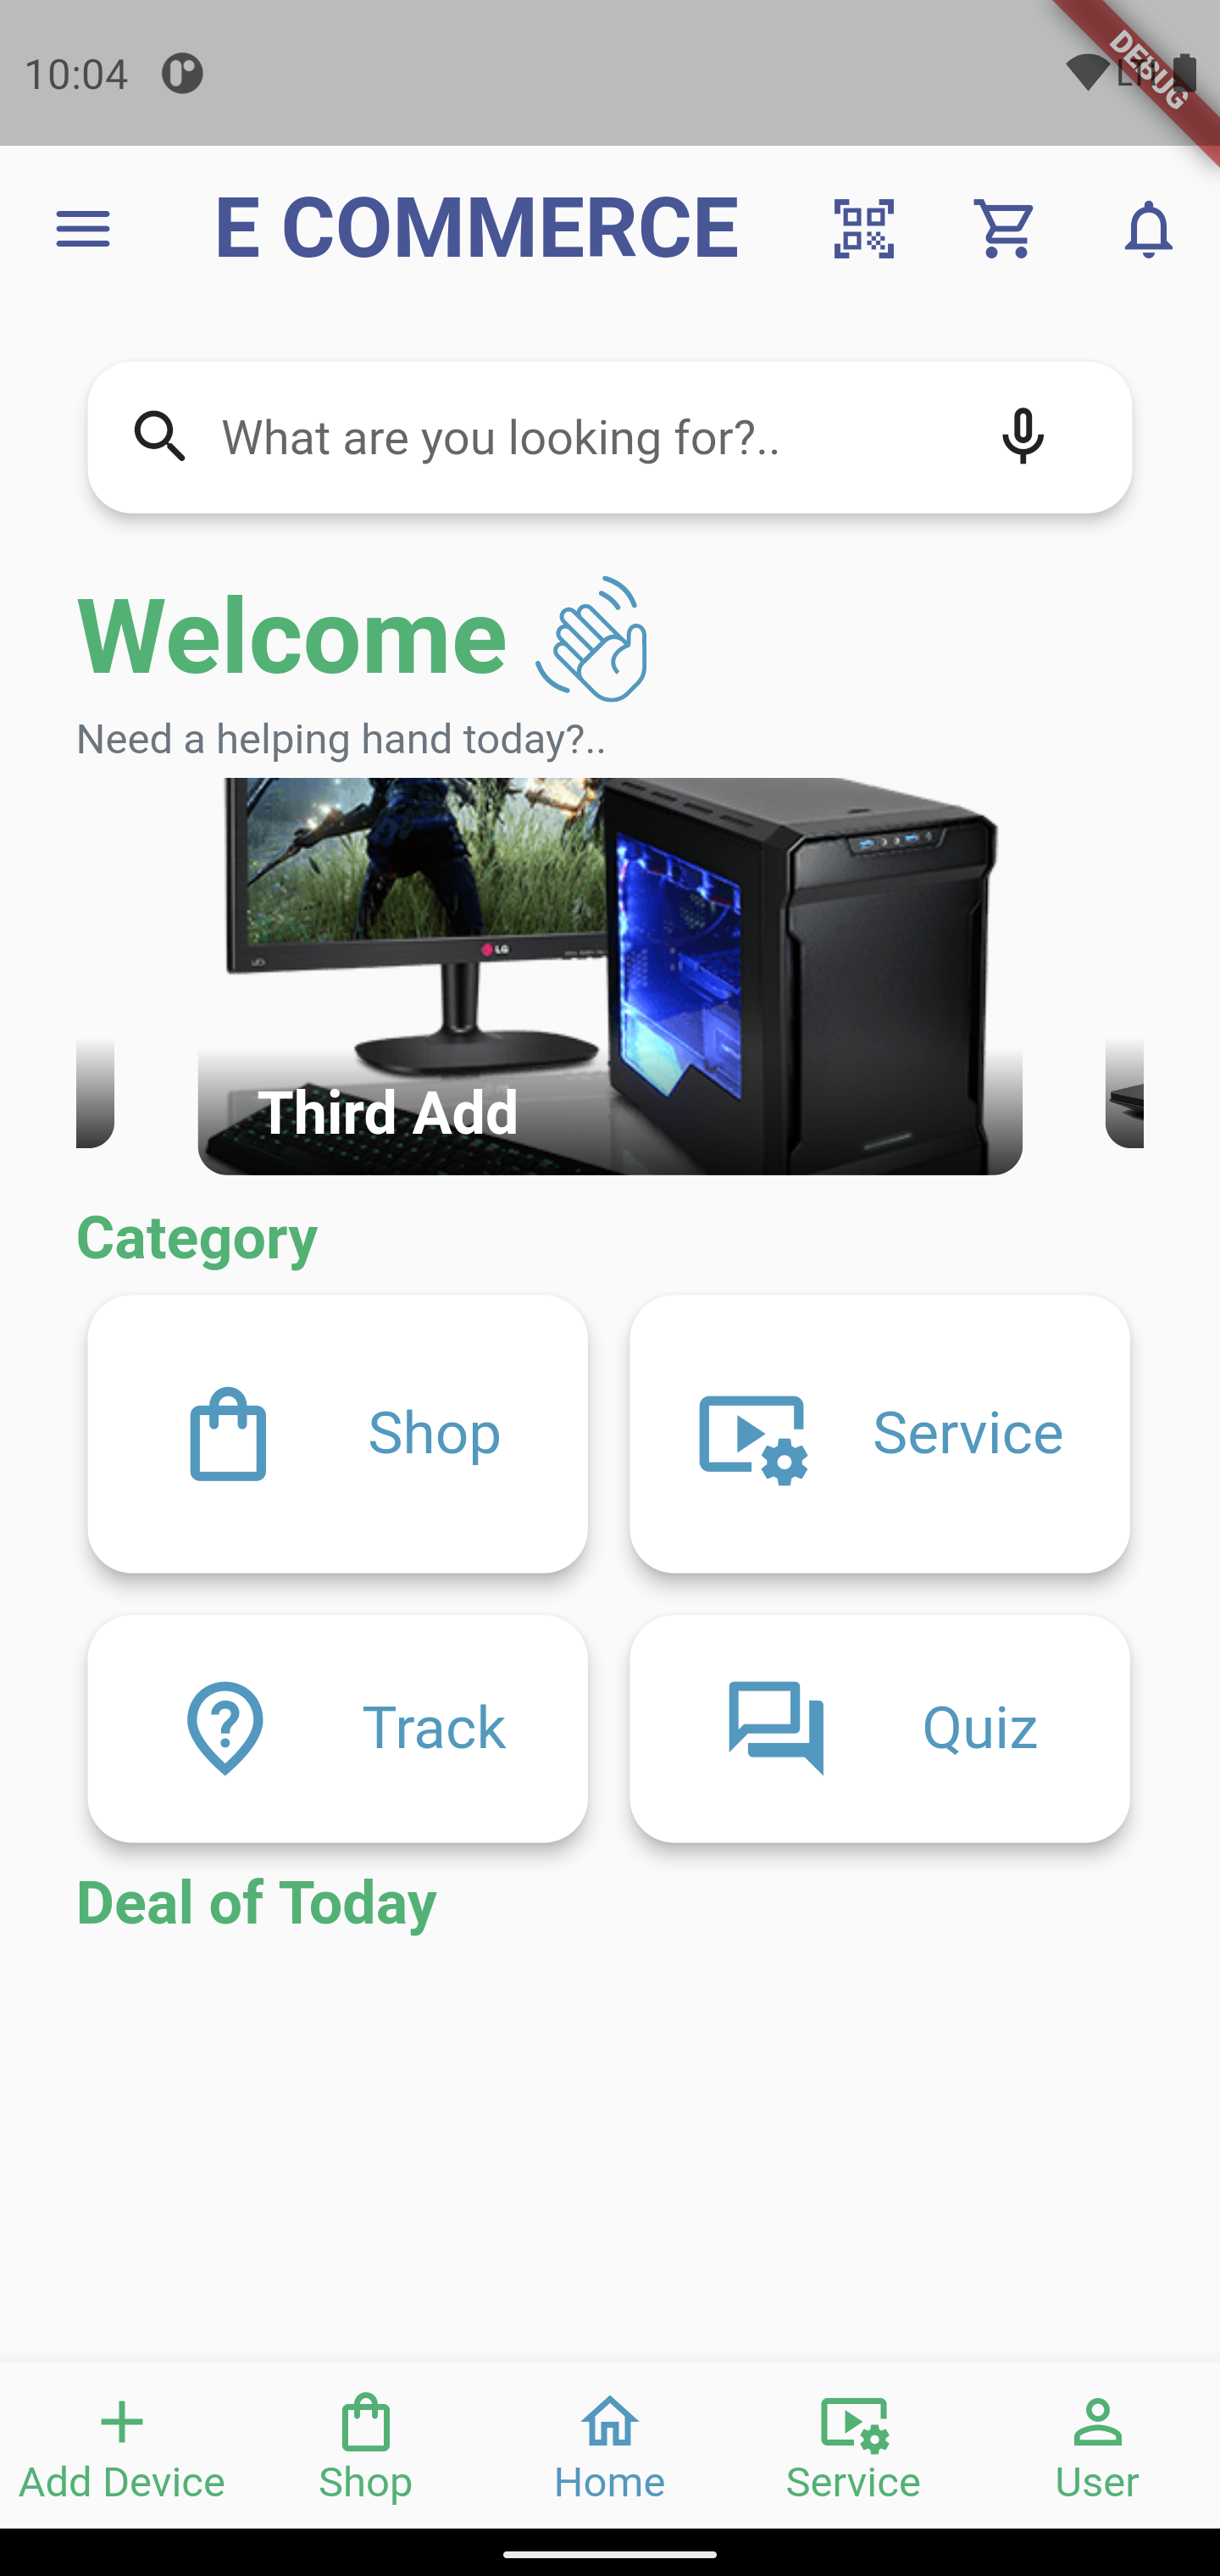 10:04
DEBUG
E COMMERCE
What are you looking for?..
Welcome
Need a helping hand today?..
LG
Third Add
Category
Shop
Service
Track
Quiz
Deal of Today
Add Device
Shop
Home
Service
User